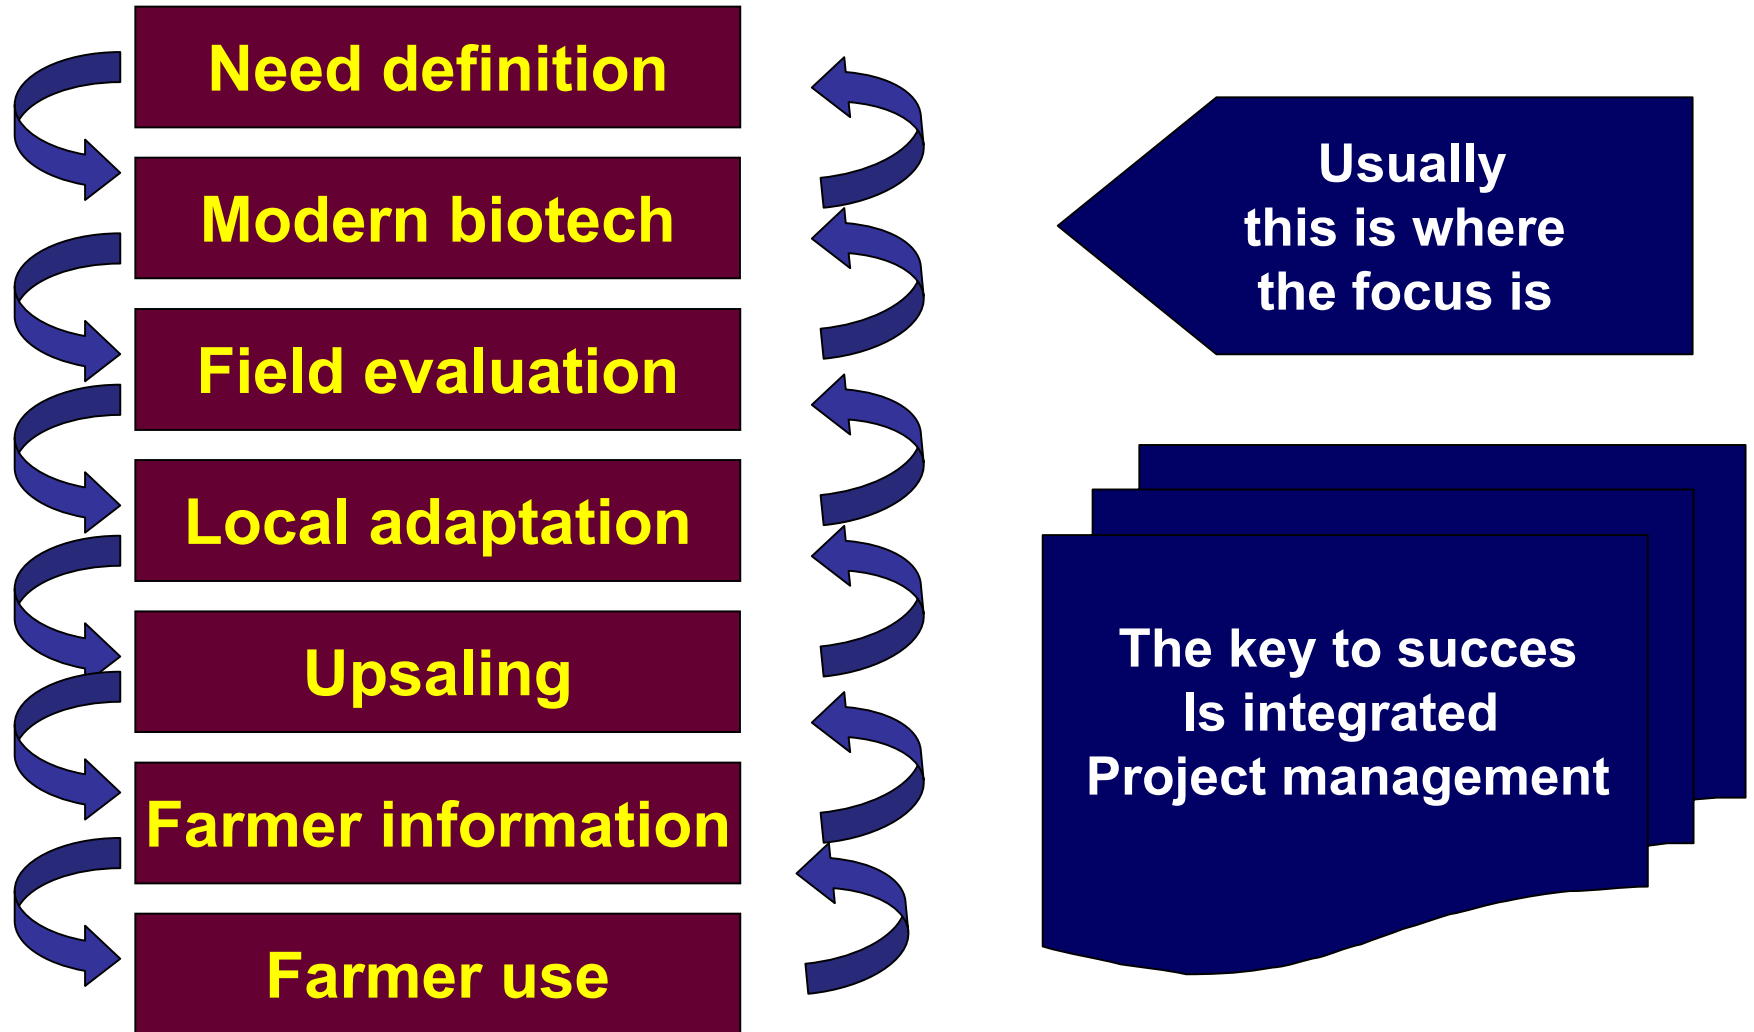 Need definition
Modern biotech
Field evaluation
Local adaptation
Upsaling
Farmer information
Farmer use
Usually
this is where
the focus is
The key to succes
Is integrated
Project management